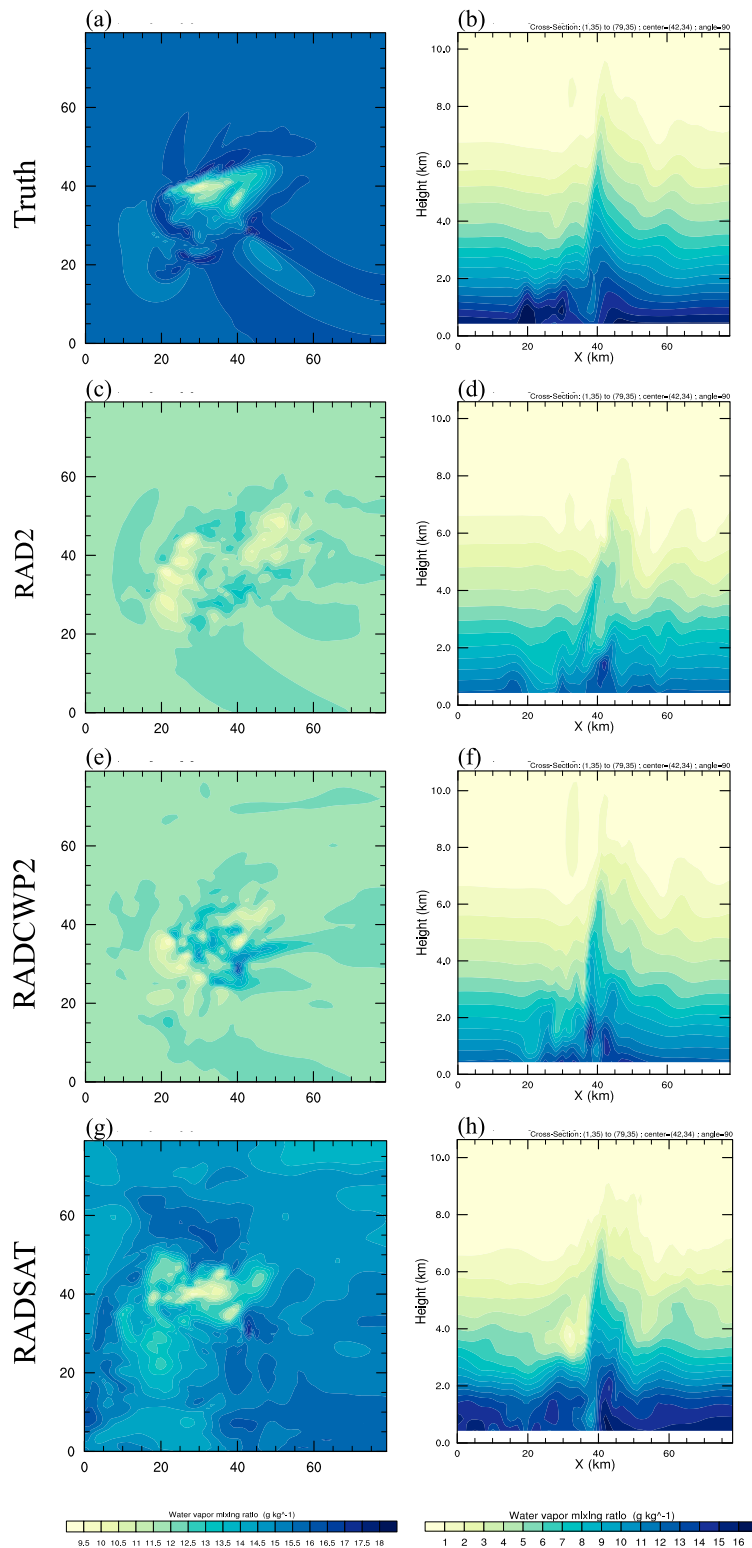 (a)
(b)
Cross-Section: (1,35) to (79,35) ; center=(42,34) ; angle=90
Truth
60
40
20
0
0 20 40 60
Height (km)
10.0
8.0
6.0
4.0
2.0
0.0
0 20 40 60
X (km)
(c)
(d)
Cross-Section: (1,35) to (79,35) ; center=(42,34) ; angle=90
RAD2
60
40
20
0
0 20 40 60
Height (km)
10.0
8.0
6.0
4.0
2.0
0.0
0 20 40 60
X (km)
(e)
(f)
Cross-Section: (1,35) to (79,35) ; center=(42,34) ; angle=90
RADCWP2
60
40
20
0
0 20 40 60
Height (km)
10.0
8.0
6.0
4.0
2.0
0.0
0 20 40 60
X (km)
(g)
(h)
Cross-Section: (1,35) to (79,35) ; center=(42,34) ; angle=90
RADSAT
60
40
20
0
0 20 40 60
Height (km)
10.0
8.0
6.0
4.0
2.0
0.0
0 20 40 60
X (km)
Water vapor mixing ratio (g kg^-1)
9.5 10 10.5 11 11.5 12 12.5 13 13.5 14 14.5 15 15.5 16 16.5 17 17.5 18
Water vapor mixing ratio (g kg^-1)
1 2 3 4 5 6 7 8 9 10 11 12 13 14 15 16